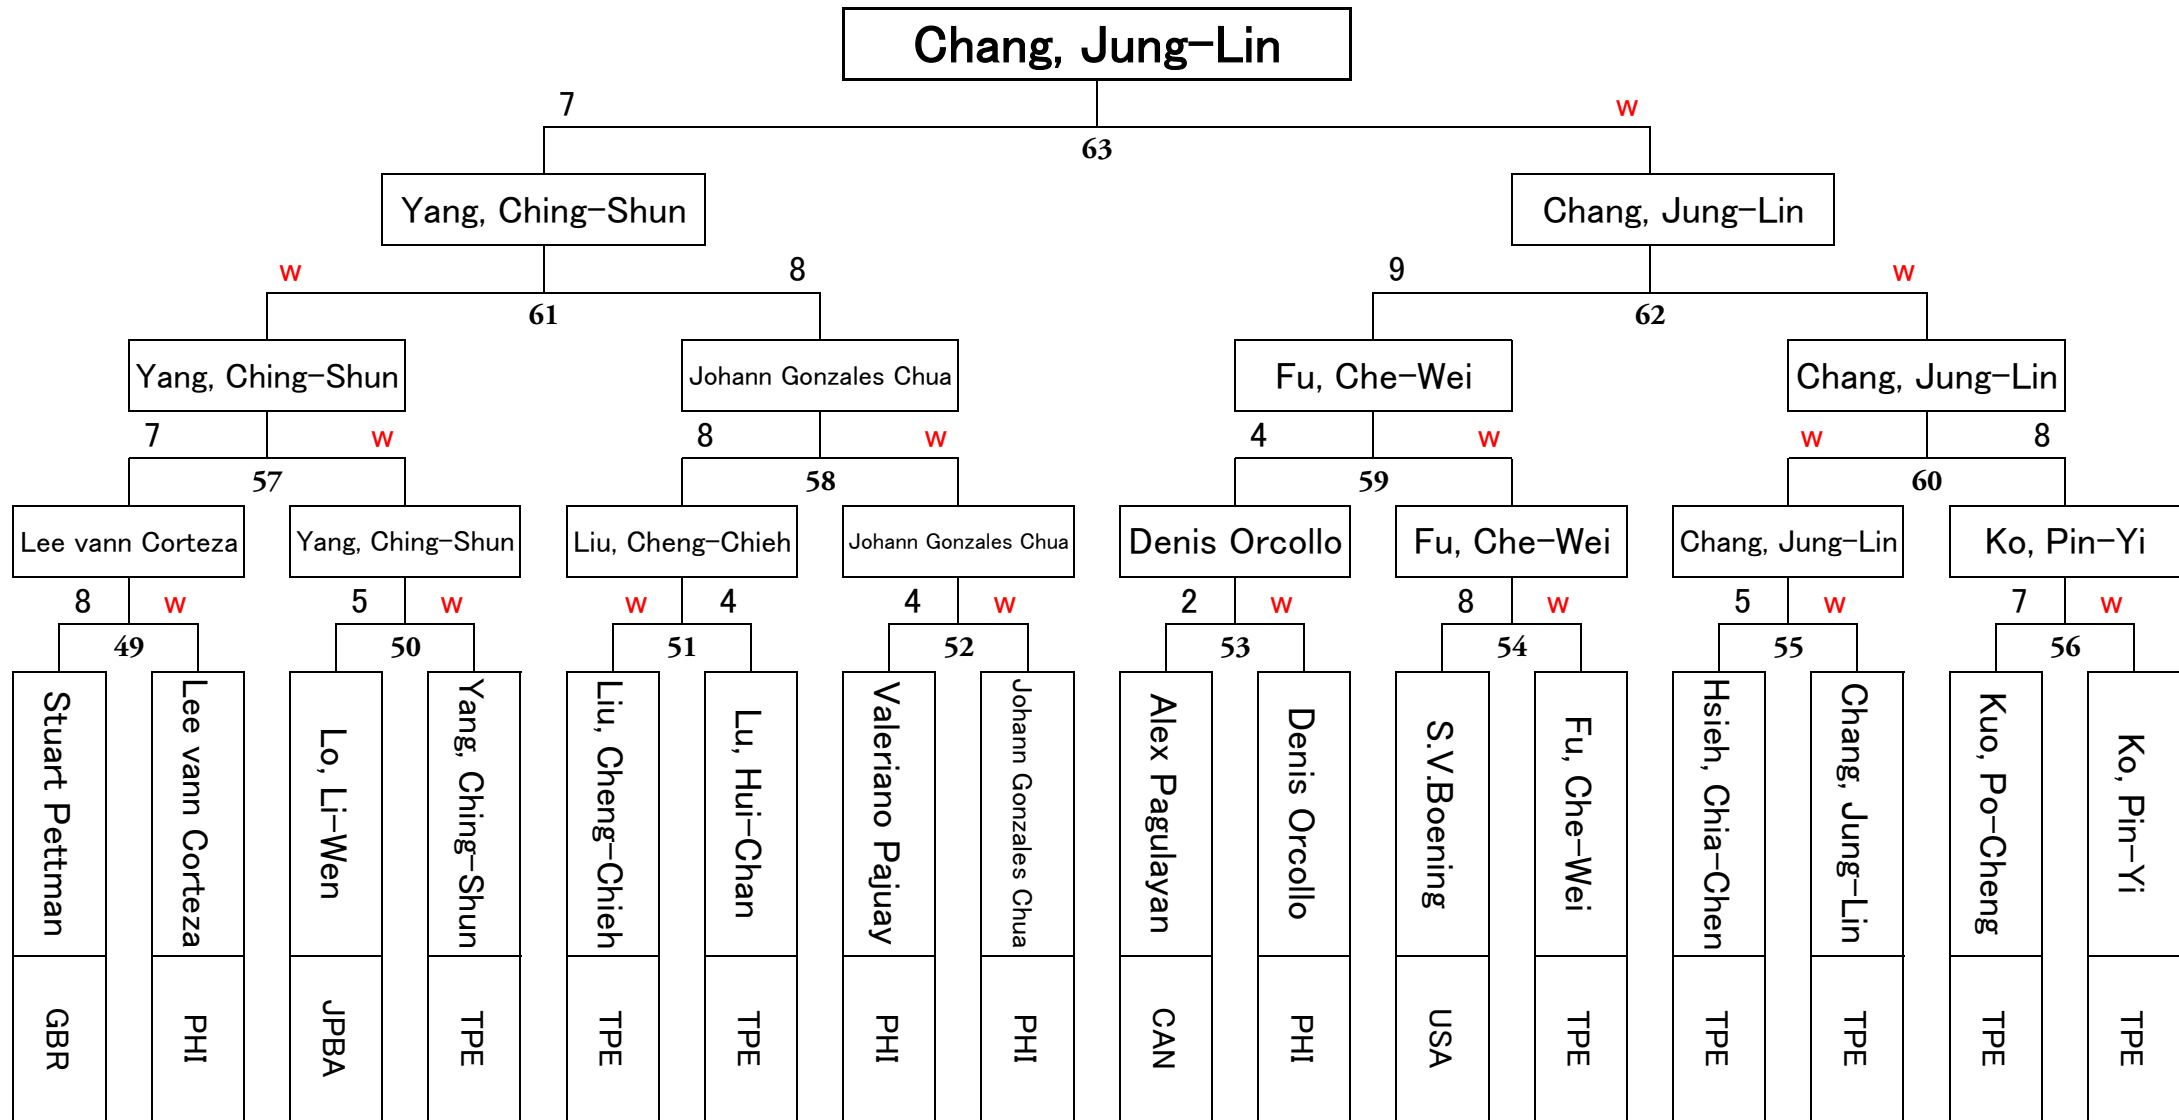 Chang, Jung-Lin
7 w
63
Yang, Ching-Shun Chang, Jung-Lin
w 8 9 w
61 62
Yang, Ching-Shun Johann Gonzales Chua Fu, Che-Wei Chang, Jung-Lin
7 w 8 w 4 w w 8
57 58 59 60
Lee vann Corteza Yang, Ching-Shun Liu, Cheng-Chieh Johann Gonzales Chua Denis Orcollo Fu, Che-Wei Chang, Jung-Lin Ko, Pin-Yi
8 w 5 w w 4 4 w 2 w 8 w 5 w 7 w
49 50 51 52 53 54 55 56
Stuart Pettman
Lee vann Corteza
Lo, Li-Wen
Yang, Ching-Shun
Liu, Cheng-Chieh
Lu, Hui-Chan
Valeriano Pajuay
Johann Gonzales Chua
Alex Pagulayan
Denis Orcollo
S.V.Boening
Fu, Che-Wei
Hsieh, Chia-Chen
Chang, Jung-Lin
Kuo, Po-Cheng
Ko, Pin-Yi
GBR
PHI
JPBA
TPE
TPE
TPE
PHI
PHI
CAN
PHI
USA
TPE
TPE
TPE
TPE
TPE